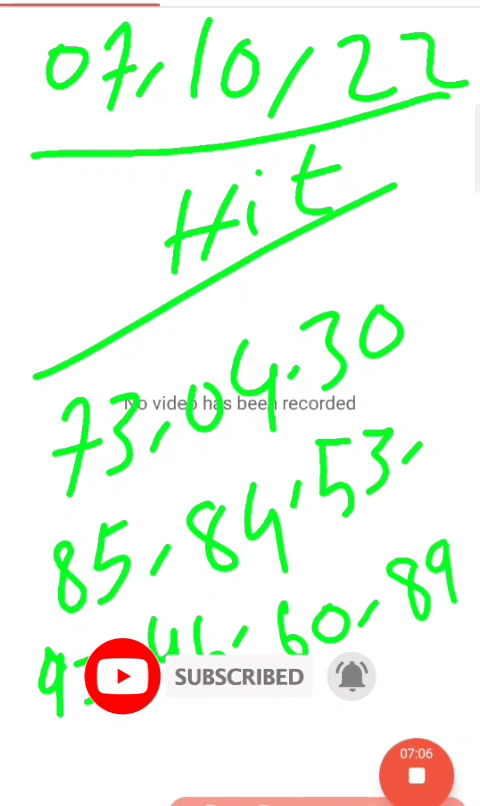 07,10,22
Hit
73,04.30
No video has been recorded
85,84,53,
46,60,89
SUBSCRIBED
07:06